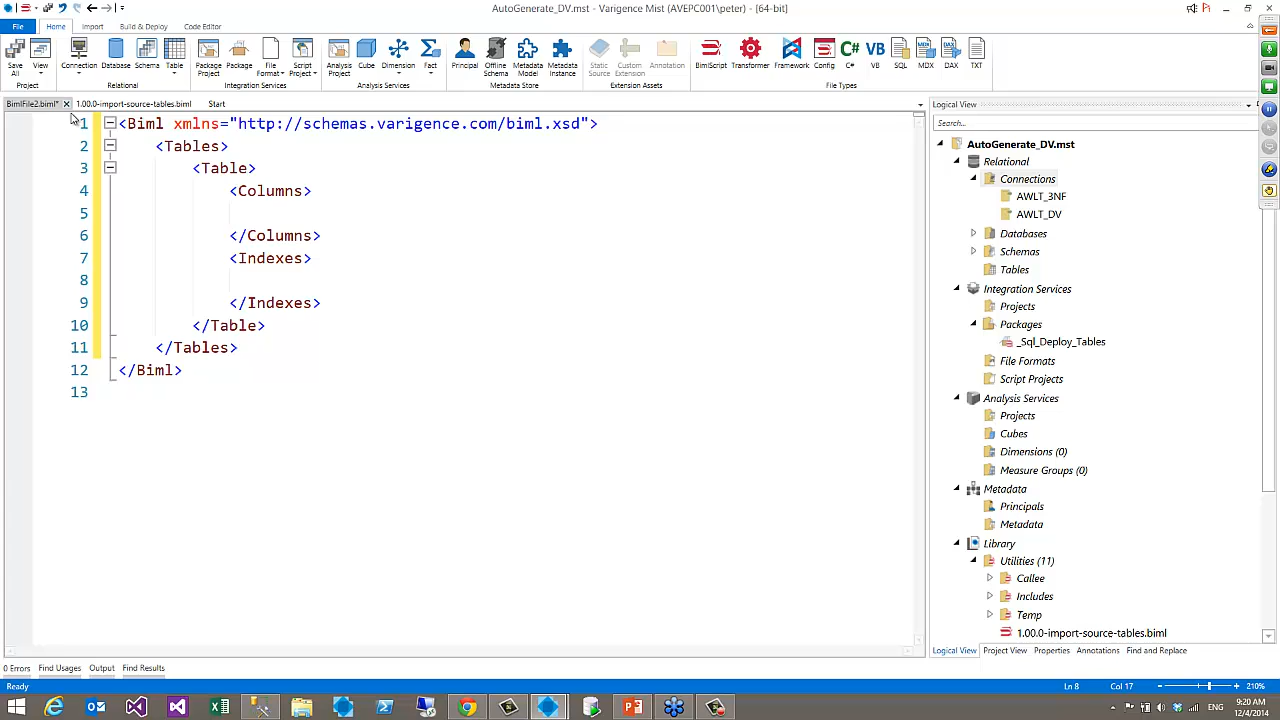 AutoGenerate_DV.mst - Varigence Mist (AVEPC001\peter) - [64-bit]
File Home Import Build & Deploy Code Editor
Save All View Connection Database Schema Table Package Project Package File Format Script Project Analysis Project Cube Dimension Fact Principal Offline Schema Metadata Model Metadata Instance Static Source Custom Extension Annotation BimlScript Transformer Framework Config C# VB SQL MDX DAX TXT
Project Relational Integration Services Analysis Services Metadata Store Extension Assets File Types
BimlFile2.biml* 1.00.0-import-source-tables.biml Start
1 <Biml xmlns="http://schemas.varigence.com/biml.xsd">
2 <Tables>
3 <Table>
4 <Columns>
5
6 </Columns>
7 <Indexes>
8
9 </Indexes>
10 </Table>
11 </Tables>
12 </Biml>
13
Logical View
Search...
AutoGenerate_DV.mst
Relational
Connections
AWLT_3NF
AWLT_DV
Databases
Schemas
Tables
Integration Services
Projects
Packages
_Sql_Deploy_Tables
File Formats
Script Projects
Analysis Services
Projects
Cubes
Dimensions (0)
Measure Groups (0)
Metadata
Principals
Metadata
Library
Utilities (11)
Callee
Includes
Temp
1.00.0-import-source-tables.biml
Logical View Project View Properties Annotations Find and Replace
0 Errors Find Usages Output Find Results
Ready Ln 8 Col 17 210%
ENG 9:20 AM
12/4/2014